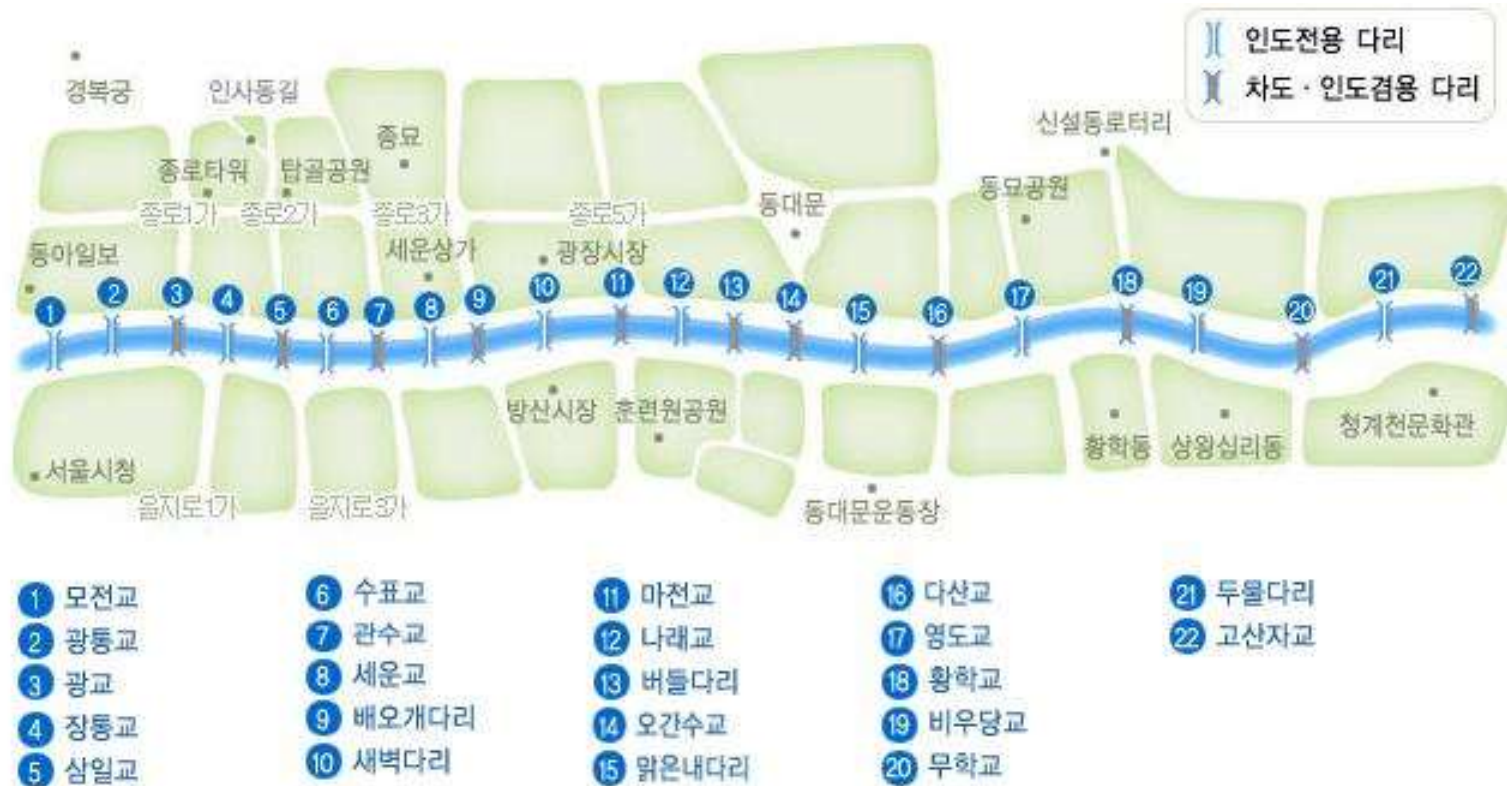 인도전용 다리
차도 · 인도겸용 다리
경복궁
인사동길
종묘
신설동로터리
종로타워
탑골공원
동묘공원
동대문
종로1가
종로2가
종로3가
종로5가
동아일보
세운상가
광장시장
1
2
3
4
5
6
7
8
9
10
11
12
13
14
15
16
17
18
19
20
21
22
방산시장
훈련원공원
황학동
상왕십리동
청계천문화관
서울시청
을지로1가
을지로3가
동대문운동장
1 모전교
2 광통교
3 광교
4 장통교
5 삼일교
6 수표교
7 관수교
8 세운교
9 배오개다리
10 새벽다리
11 마전교
12 나래교
13 버들다리
14 오간수교
15 맑은내다리
16 다산교
17 영도교
18 황학교
19 비우당교
20 무학교
21 두물다리
22 고산자교